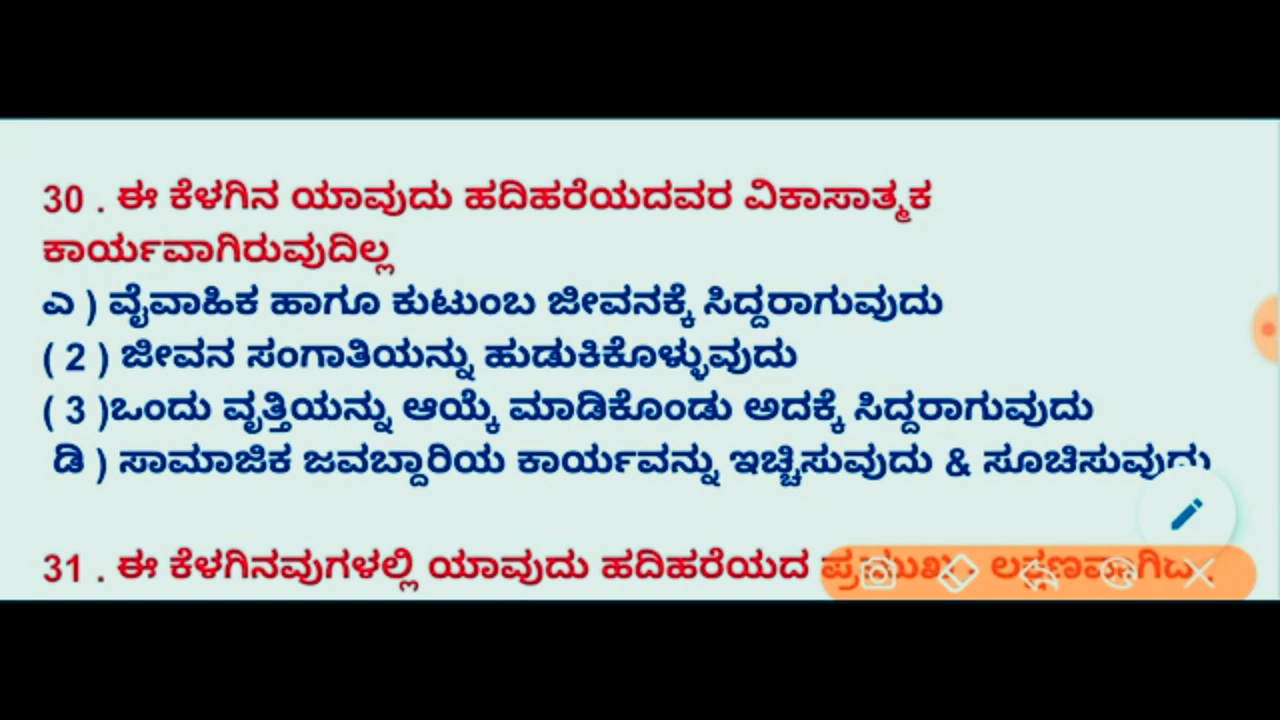 30 . ಈ ಕೆಳಗಿನ ಯಾವುದು ಹದಿಹರೆಯದವರ ವಿಕಾಸಾತ್ಮಕ
ಕಾರ್ಯವಾಗಿರುವುದಿಲ್ಲ
ಎ ) ವೈವಾಹಿಕ ಹಾಗೂ ಕುಟುಂಬ ಜೀವನಕ್ಕೆ ಸಿದ್ದರಾಗುವುದು
( 2 ) ಜೀವನ ಸಂಗಾತಿಯನ್ನು ಹುಡುಕಿಕೊಳ್ಳುವುದು
( 3 )ಒಂದು ವೃತ್ತಿಯನ್ನು ಆಯ್ಕೆ ಮಾಡಿಕೊಂಡು ಅದಕ್ಕೆ ಸಿದ್ದರಾಗುವುದು
ಡಿ ) ಸಾಮಾಜಿಕ ಜವಬ್ದಾರಿಯ ಕಾರ್ಯವನ್ನು ಇಚ್ಚಿಸುವುದು & ಸೂಚಿಸುವುದು
31 . ಈ ಕೆಳಗಿನವುಗಳಲ್ಲಿ ಯಾವುದು ಹದಿಹರೆಯದ ಪ್ರಮುಖ